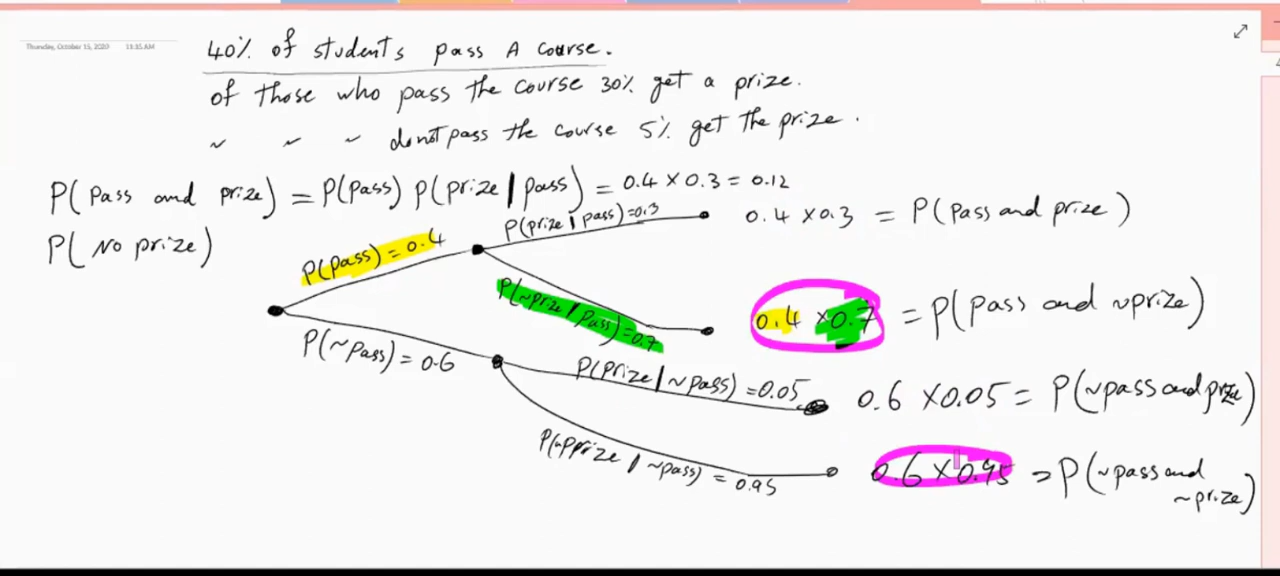 Thursday, October 15, 2020 11:35 AM
40% of students pass A course.
of those who pass the course 30% get a prize.
〃 〃 〃 do not pass the course 5% get the prize.
P(Pass and prize) = P(Pass) P(prize | pass) = 0.4 × 0.3 = 0.12
P(prize | pass) = 0.3
0.4 × 0.3 = P(Pass and prize)
P(No prize)
P(pass) = 0.4
P(~prize | pass) = 0.7
0.4 × 0.7 = P(pass and ~prize)
P(~pass) = 0.6
P(prize | ~pass) = 0.05
0.6 × 0.05 = P(~pass and prize)
P(~prize | ~pass) = 0.95
0.6 × 0.95 = P(~pass and
~prize)